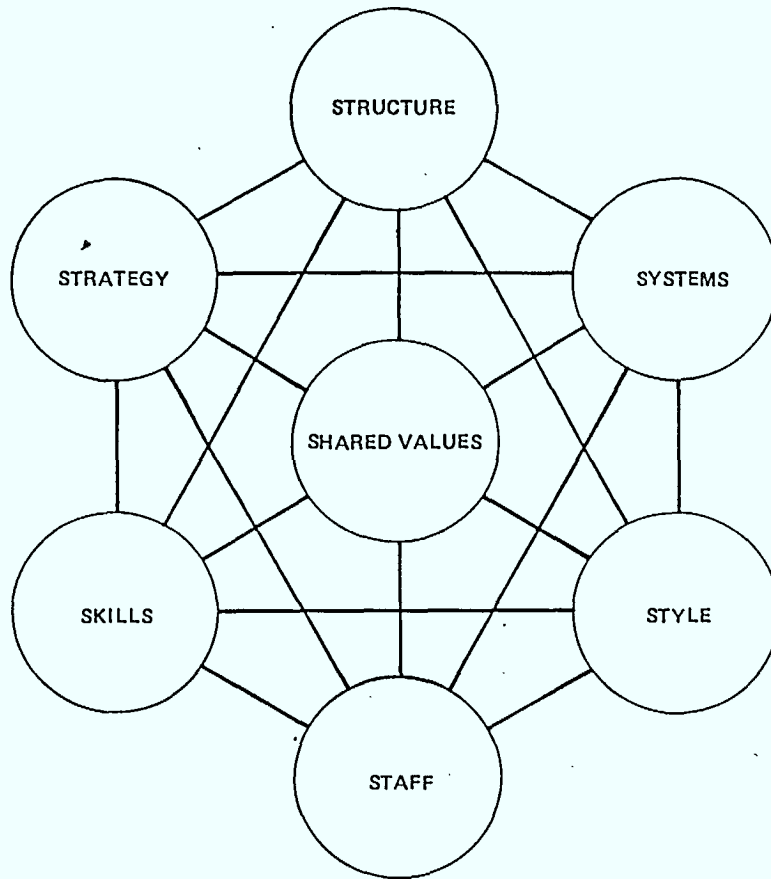 STRUCTURE
STRATEGY
SYSTEMS
SHARED VALUES
SKILLS
STYLE
STAFF